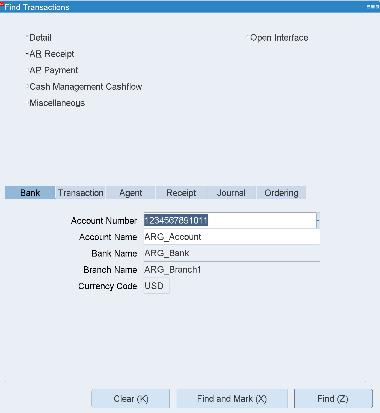 Find Transactions
Detail
Open Interface
AR Receipt
AP Payment
Cash Management Cashflow
Miscellaneous
Bank Transaction Agent Receipt Journal Ordering
Account Number 1234567891011
Account Name ARG_Account
Bank Name ARG_Bank
Branch Name ARG_Branch1
Currency Code USD
Clear (K) Find and Mark (X) Find (Z)